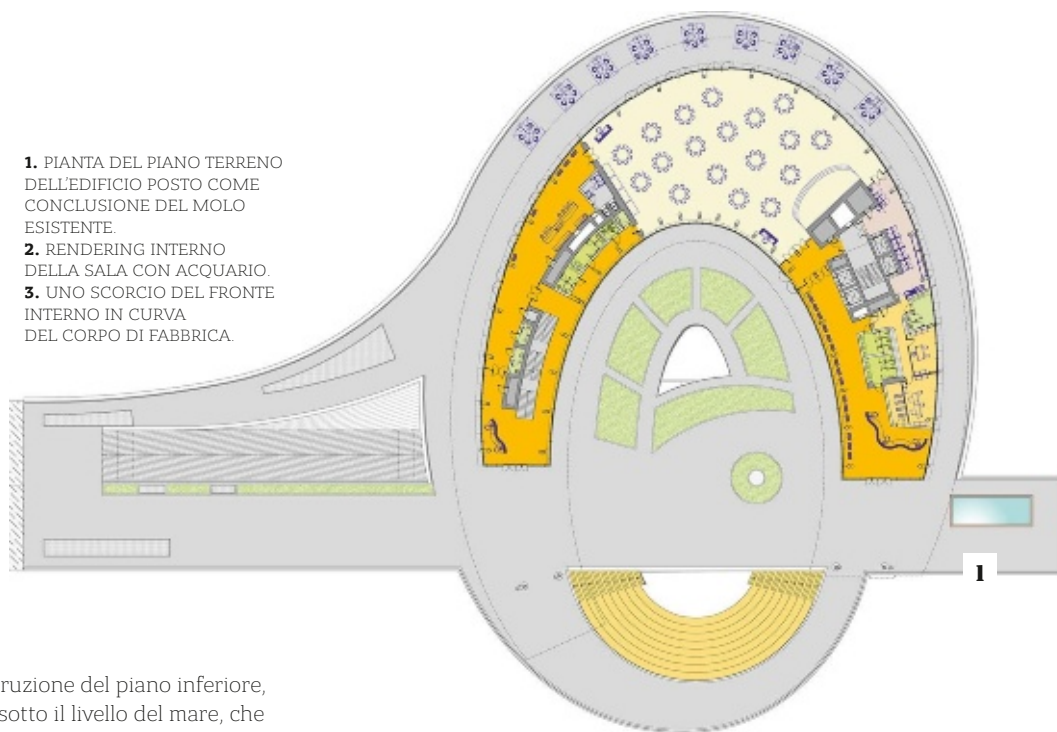 1. PIANTA DEL PIANO TERRENO
DELL'EDIFICIO POSTO COME
CONCLUSIONE DEL MOLO
ESISTENTE.
2. RENDERING INTERNO
DELLA SALA CON ACQUARIO.
3. UNO SCORCIO DEL FRONTE
INTERNO IN CURVA
DEL CORPO DI FABBRICA.
1
ruzione del piano inferiore,
sotto il livello del mare, che